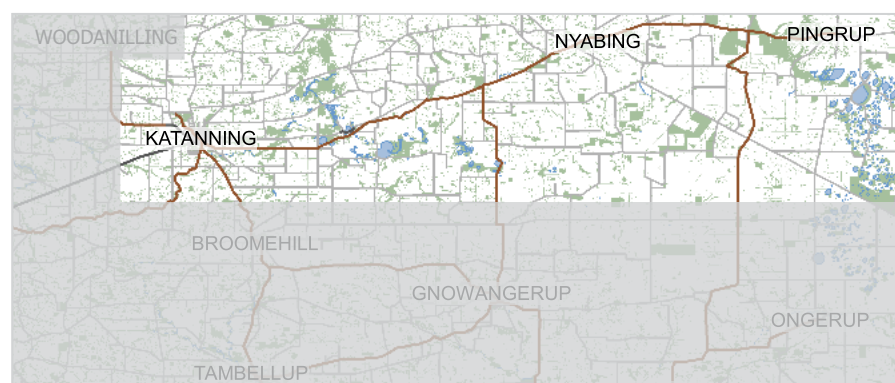 WOODANILLING
PINGRUP
NYABING
KATANNING
BROOMEHILL
GNOWANGERUP
ONGERUP
TAMBELLUP